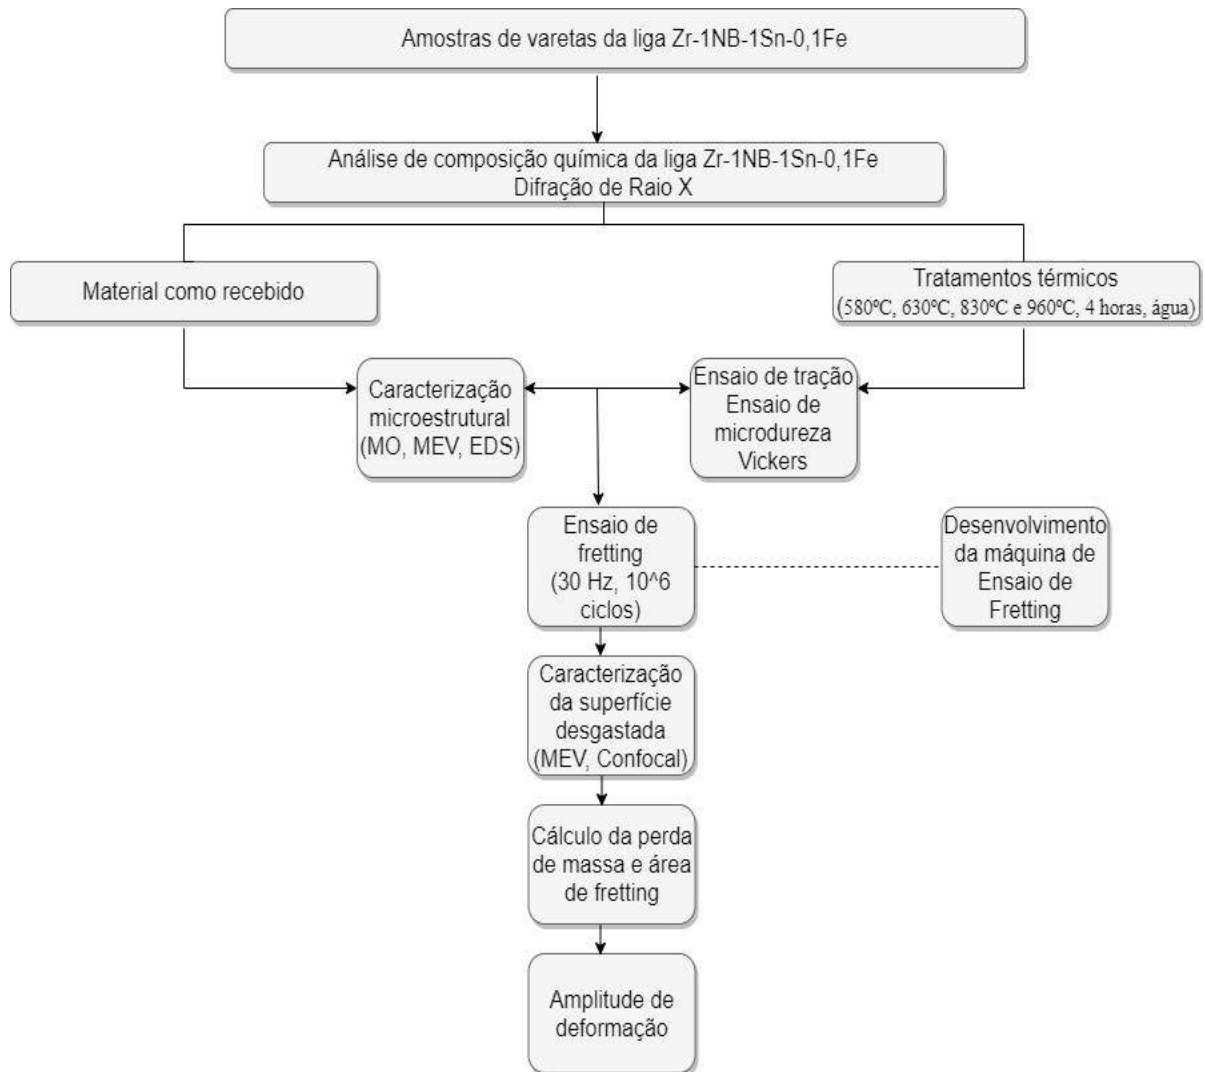 Amostras de varetas da liga Zr-1NB-1Sn-0,1Fe
Análise de composição química da liga Zr-1NB-1Sn-0,1Fe
Difração de Raio X
Material como recebido
Tratamentos térmicos
(580ºC, 630ºC, 830ºC e 960ºC, 4 horas, água)
Caracterização
microestrutural
(MO, MEV, EDS)
Ensaio de tração
Ensaio de
microdureza
Vickers
Ensaio de
fretting
(30 Hz, 10^6
ciclos)
Desenvolvimento
da máquina de
Ensaio de
Fretting
Caracterização
da superfície
desgastada
(MEV, Confocal)
Cálculo da perda
de massa e área
de fretting
Amplitude de
deformação